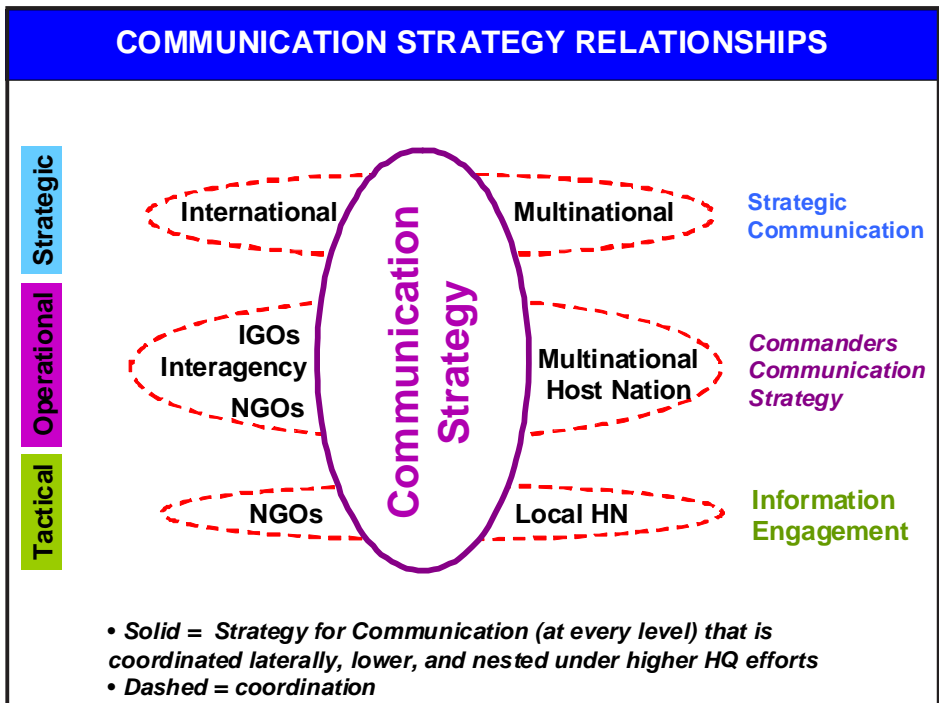 COMMUNICATION STRATEGY RELATIONSHIPS
Strategic
International
Multinational
Strategic
Communication
Communication
Strategy
Operational
IGOs
Interagency
NGOs
Multinational
Host Nation
Commanders
Communication
Strategy
Tactical
NGOs
Local HN
Information
Engagement
• Solid = Strategy for Communication (at every level) that is
coordinated laterally, lower, and nested under higher HQ efforts
• Dashed = coordination